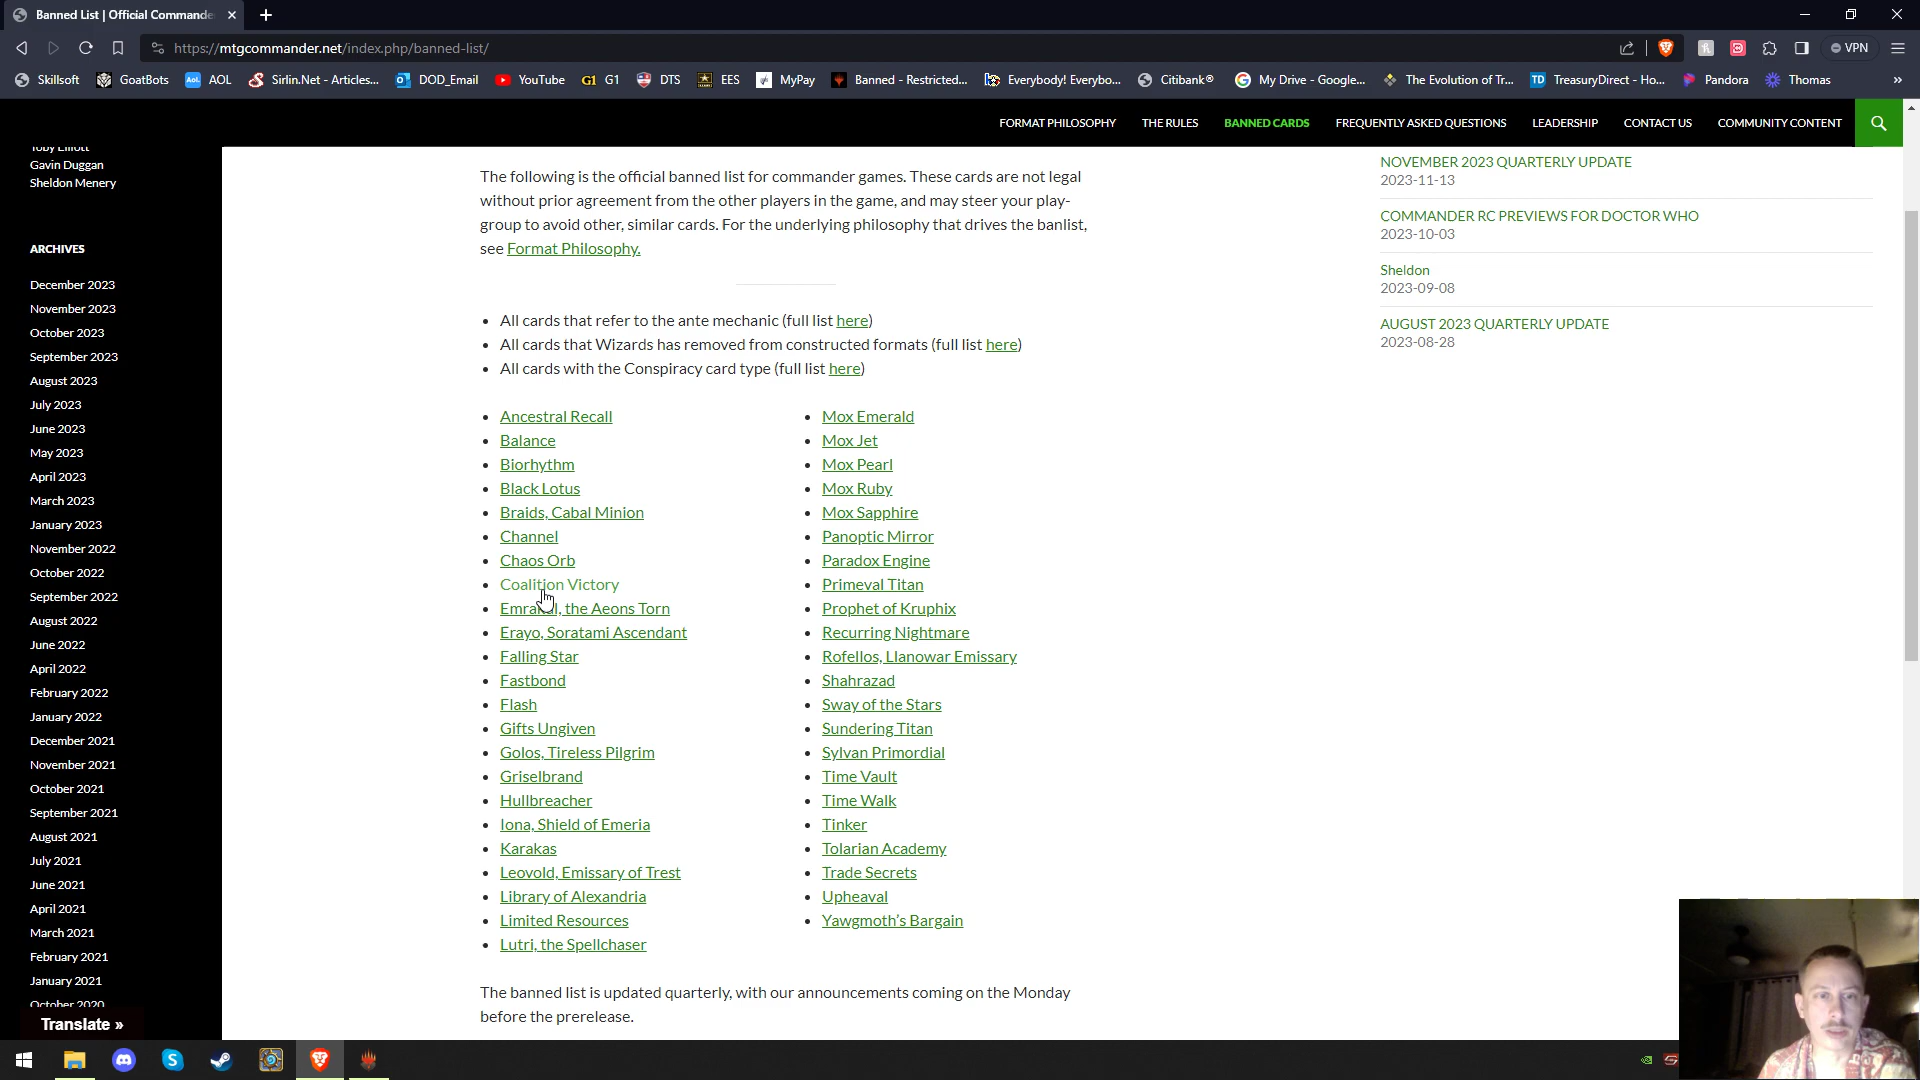 Banned List | Official Commande
https://mtgcommander.net/index.php/banned-list/
VPN
Skillsoft GoatBots AOL Sirlin.Net - Articles... DOD_Email YouTube G1 DTS EES MyPay Banned - Restricted... Everybody! Everybo... Citibank® My Drive - Google... The Evolution of Tr... TreasuryDirect - Ho... Pandora Thomas
FORMAT PHILOSOPHY THE RULES BANNED CARDS FREQUENTLY ASKED QUESTIONS LEADERSHIP CONTACT US COMMUNITY CONTENT
Toby Elliott
Gavin Duggan
Sheldon Menery
ARCHIVES
December 2023
November 2023
October 2023
September 2023
August 2023
July 2023
June 2023
May 2023
April 2023
March 2023
January 2023
November 2022
October 2022
September 2022
August 2022
June 2022
April 2022
February 2022
January 2022
December 2021
November 2021
October 2021
September 2021
August 2021
July 2021
June 2021
April 2021
March 2021
February 2021
January 2021
October 2020
Translate »
The following is the official banned list for commander games. These cards are not legal
without prior agreement from the other players in the game, and may steer your play-
group to avoid other, similar cards. For the underlying philosophy that drives the banlist,
see Format Philosophy.
All cards that refer to the ante mechanic (full list here)
All cards that Wizards has removed from constructed formats (full list here)
All cards with the Conspiracy card type (full list here)
Ancestral Recall
Balance
Biorhythm
Black Lotus
Braids, Cabal Minion
Channel
Chaos Orb
Coalition Victory
Emrakul, the Aeons Torn
Erayo, Soratami Ascendant
Falling Star
Fastbond
Flash
Gifts Ungiven
Golos, Tireless Pilgrim
Griselbrand
Hullbreacher
Iona, Shield of Emeria
Karakas
Leovold, Emissary of Trest
Library of Alexandria
Limited Resources
Lutri, the Spellchaser
Mox Emerald
Mox Jet
Mox Pearl
Mox Ruby
Mox Sapphire
Panoptic Mirror
Paradox Engine
Primeval Titan
Prophet of Kruphix
Recurring Nightmare
Rofellos, Llanowar Emissary
Shahrazad
Sway of the Stars
Sundering Titan
Sylvan Primordial
Time Vault
Time Walk
Tinker
Tolarian Academy
Trade Secrets
Upheaval
Yawgmoth's Bargain
The banned list is updated quarterly, with our announcements coming on the Monday
before the prerelease.
NOVEMBER 2023 QUARTERLY UPDATE
2023-11-13
COMMANDER RC PREVIEWS FOR DOCTOR WHO
2023-10-03
Sheldon
2023-09-08
AUGUST 2023 QUARTERLY UPDATE
2023-08-28